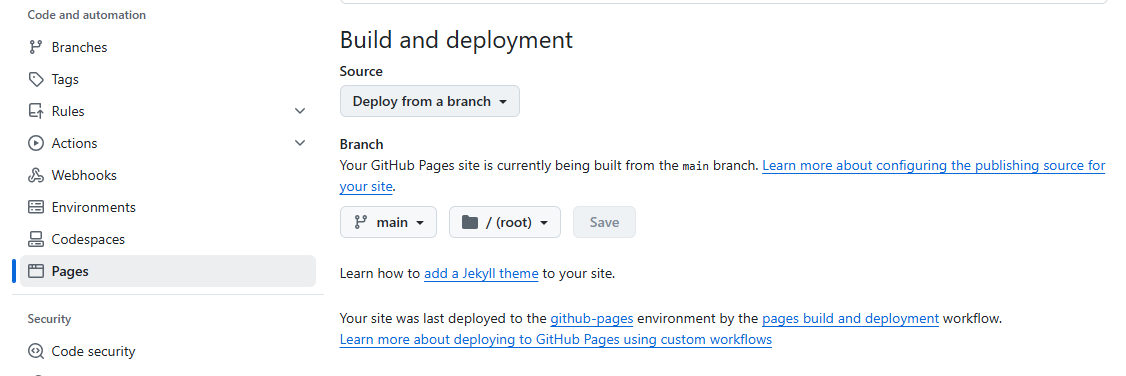 Code and automation
Branches
Tags
Rules
Actions
Webhooks
Environments
Codespaces
Pages
Security
Code security
Build and deployment
Source
Deploy from a branch
Branch
Your GitHub Pages site is currently being built from the main branch. Learn more about configuring the publishing source for
your site.
main
/ (root)
Save
Learn how to add a Jekyll theme to your site.
Your site was last deployed to the github-pages environment by the pages build and deployment workflow.
Learn more about deploying to GitHub Pages using custom workflows